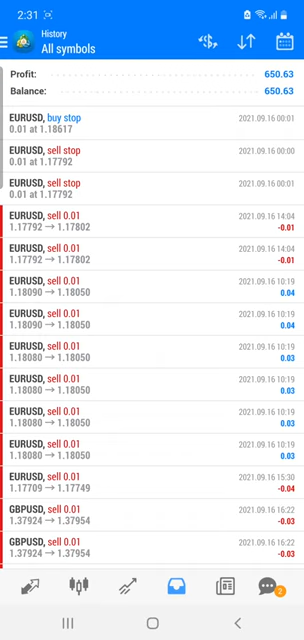 2:31
History
All symbols
Profit: 650.63
Balance: 650.63
EURUSD, buy stop 2021.09.16 00:01
0.01 at 1.18617
EURUSD, sell stop 2021.09.16 00:00
0.01 at 1.17792
EURUSD, sell stop 2021.09.16 00:01
0.01 at 1.17792
EURUSD, sell 0.01 2021.09.16 14:04
1.17792 → 1.17802 -0.01
EURUSD, sell 0.01 2021.09.16 14:04
1.17792 → 1.17802 -0.01
EURUSD, sell 0.01 2021.09.16 10:19
1.18090 → 1.18050 0.04
EURUSD, sell 0.01 2021.09.16 10:19
1.18090 → 1.18050 0.04
EURUSD, sell 0.01 2021.09.16 10:19
1.18080 → 1.18050 0.03
EURUSD, sell 0.01 2021.09.16 10:19
1.18080 → 1.18050 0.03
EURUSD, sell 0.01 2021.09.16 10:19
1.18080 → 1.18050 0.03
EURUSD, sell 0.01 2021.09.16 10:19
1.18080 → 1.18050 0.03
EURUSD, sell 0.01 2021.09.16 15:30
1.17709 → 1.17749 -0.04
GBPUSD, sell 0.01 2021.09.16 16:22
1.37924 → 1.37954 -0.03
GBPUSD, sell 0.01 2021.09.16 16:22
1.37924 → 1.37954 -0.03
2